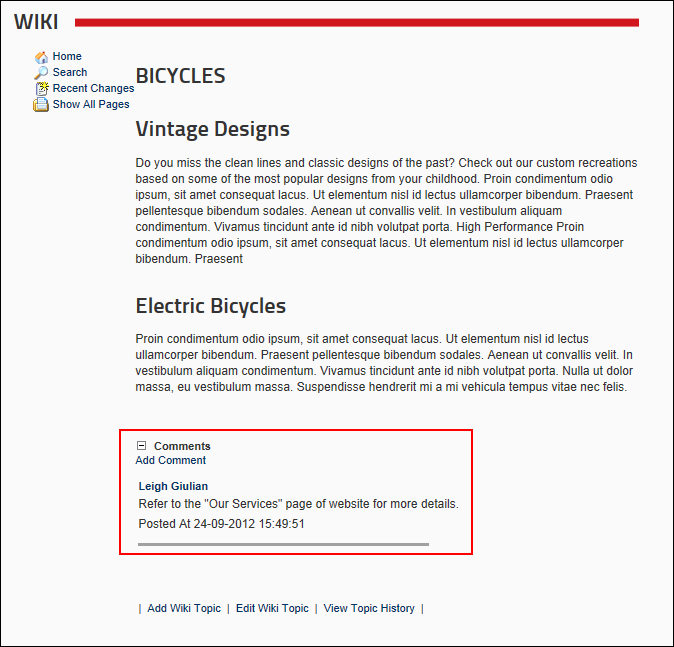 WIKI
Home
Search
Recent Changes
Show All Pages
BICYCLES
Vintage Designs
Do you miss the clean lines and classic designs of the past? Check out our custom recreations
based on some of the most popular designs from your childhood. Proin condimentum odio
ipsum, sit amet consequat lacus. Ut elementum nisl id lectus ullamcorper bibendum. Praesent
pellentesque bibendum sodales. Aenean ut convallis velit. In vestibulum aliquam
condimentum. Vivamus tincidunt ante id nibh volutpat porta. High Performance Proin
condimentum odio ipsum, sit amet consequat lacus. Ut elementum nisl id lectus ullamcorper
bibendum. Praesent
Electric Bicycles
Proin condimentum odio ipsum, sit amet consequat lacus. Ut elementum nisl id lectus
ullamcorper bibendum. Praesent pellentesque bibendum sodales. Aenean ut convallis velit. In
vestibulum aliquam condimentum. Vivamus tincidunt ante id nibh volutpat porta. Nulla ut dolor
massa, eu vestibulum massa. Suspendisse hendrerit mi a mi vehicula tempus vitae nec felis.
Comments
Add Comment
Leigh Giulian
Refer to the "Our Services" page of website for more details.
Posted At 24-09-2012 15:49:51
| Add Wiki Topic | Edit Wiki Topic | View Topic History |